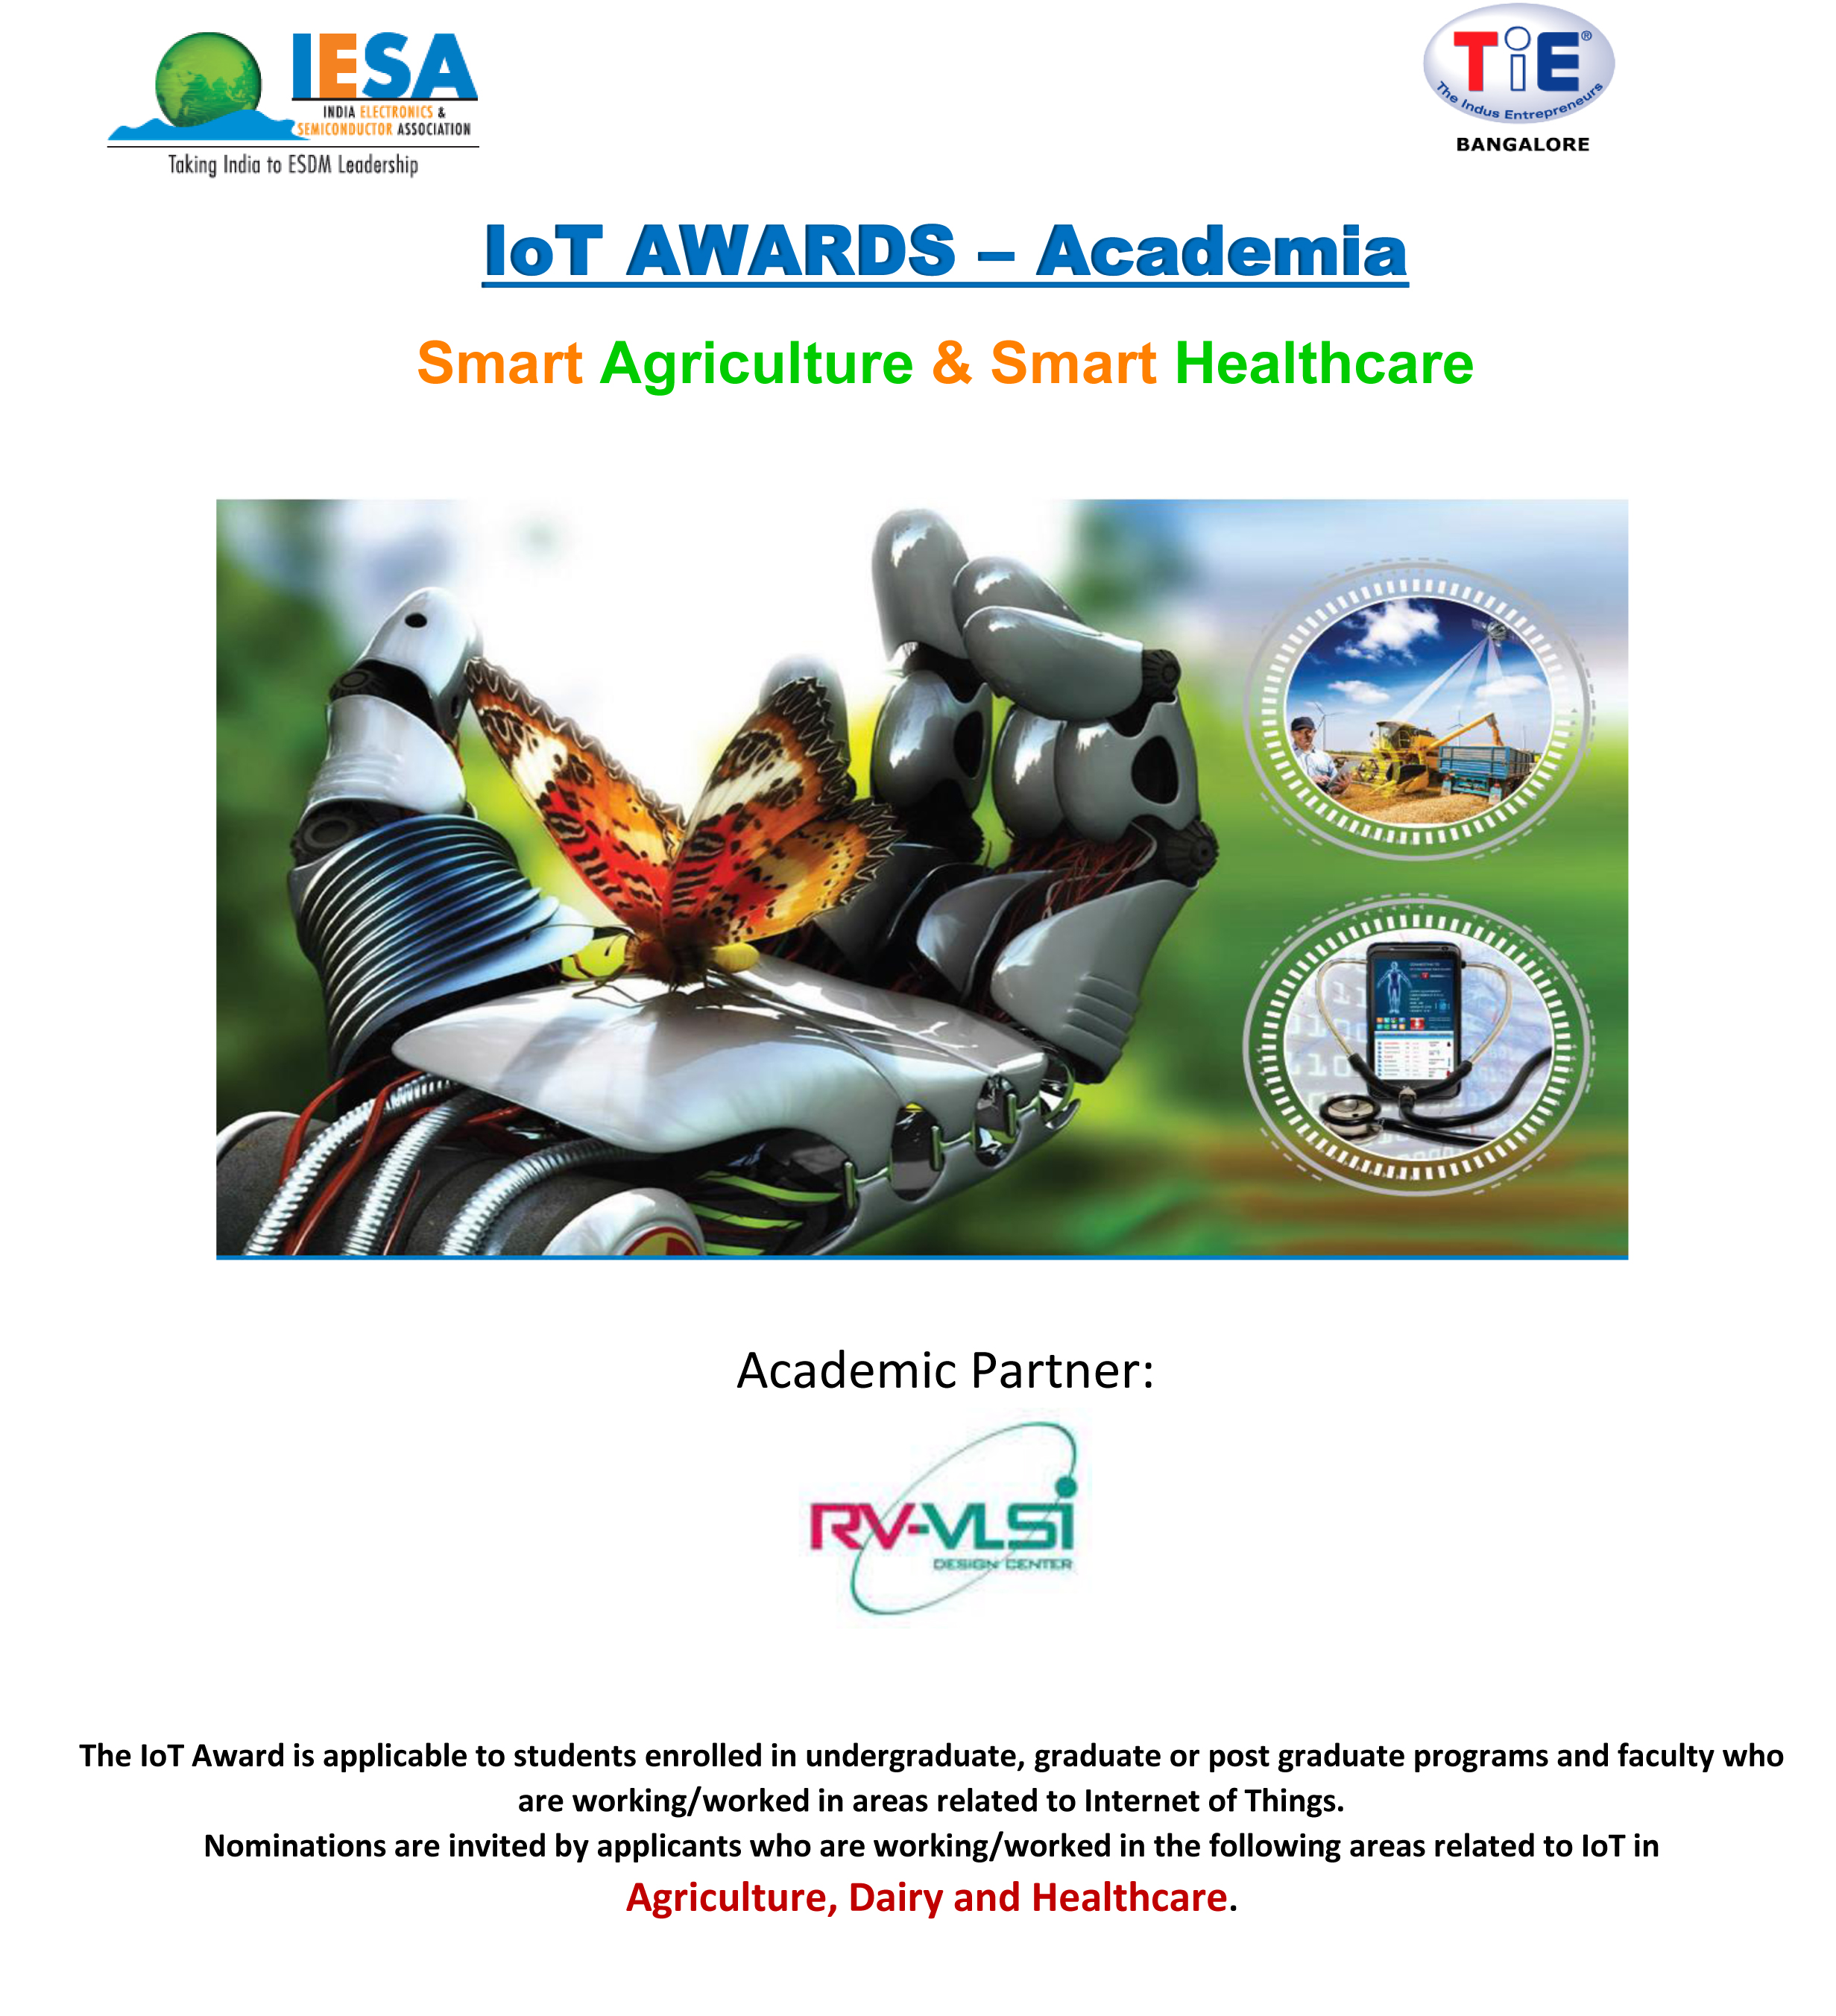 IESA
INDIA ELECTRONICS &
SEMICONDUCTOR ASSOCIATION
Taking India to ESDM Leadership
TiE®
The Indus Entrepreneurs
BANGALORE
IoT AWARDS – Academia
Smart Agriculture & Smart Healthcare
Academic Partner:
RV-VLSi
DESIGN CENTER
The IoT Award is applicable to students enrolled in undergraduate, graduate or post graduate programs and faculty who
are working/worked in areas related to Internet of Things.
Nominations are invited by applicants who are working/worked in the following areas related to IoT in
Agriculture, Dairy and Healthcare.